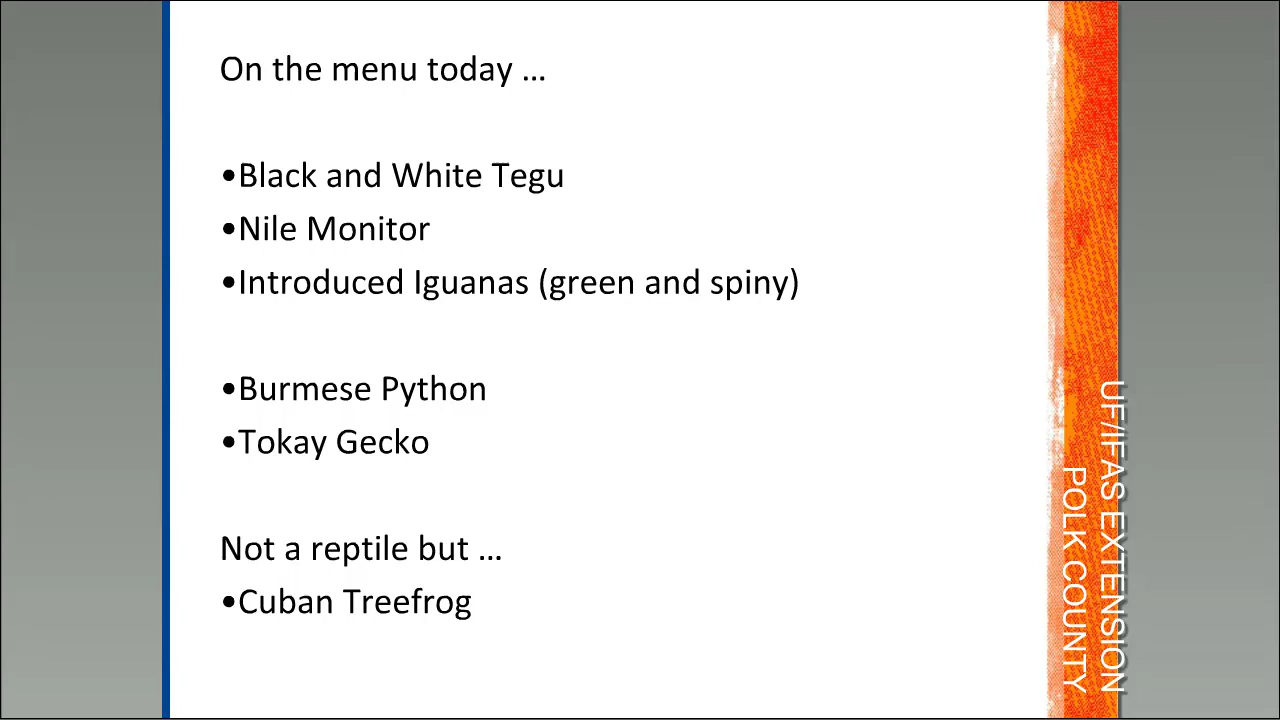 On the menu today …
•Black and White Tegu
•Nile Monitor
•Introduced Iguanas (green and spiny)
•Burmese Python
•Tokay Gecko
Not a reptile but …
•Cuban Treefrog
UF/IFAS EXTENSION
POLK COUNTY